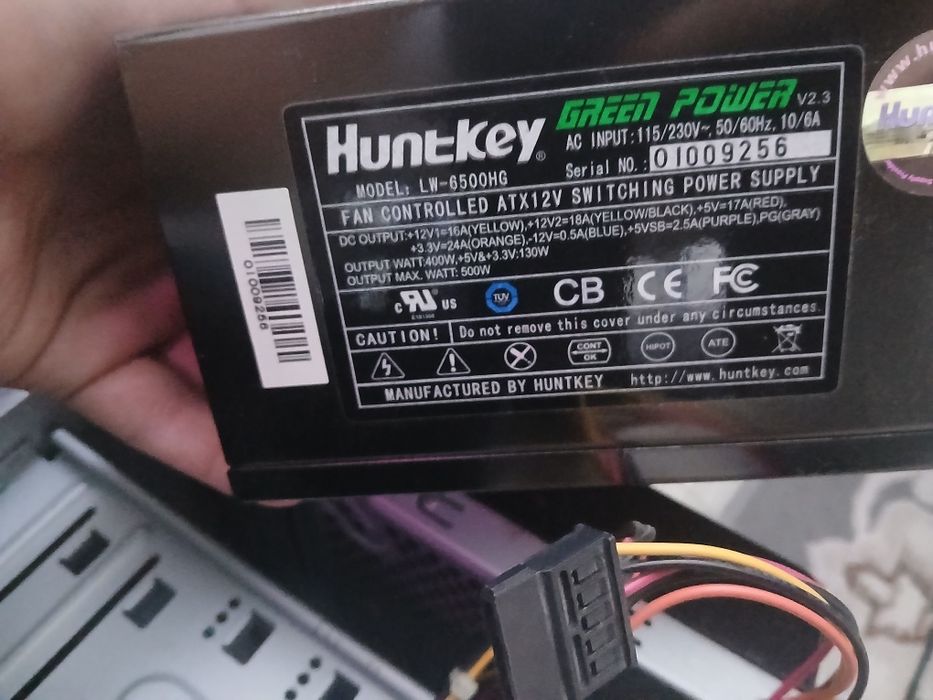 GREEN POWER V2.3
HuntKey®
AC INPUT:115/230V~, 50/60Hz, 10/6A
Serial NO.: 01009256
MODEL: LW-6500HG
FAN CONTROLLED ATX12V SWITCHING POWER SUPPLY
DC OUTPUT:+12V1=16A(YELLOW),+12V2=18A(YELLOW/BLACK),+5V=17A(RED),
+3.3V=24A(ORANGE),-12V=0.5A(BLUE),+5VSB=2.5A(PURPLE),PG(GRAY)
OUTPUT WATT:400W,+5V&+3.3V:130W
OUTPUT MAX. WATT: 500W
c RU US
TUV
CB
CE
FC
CAUTION! Do not remove this cover under any circumstances.
CONT OK
HIPOT
ATE
MANUFACTURED BY HUNTKEY http://www.huntkey.com
01009256